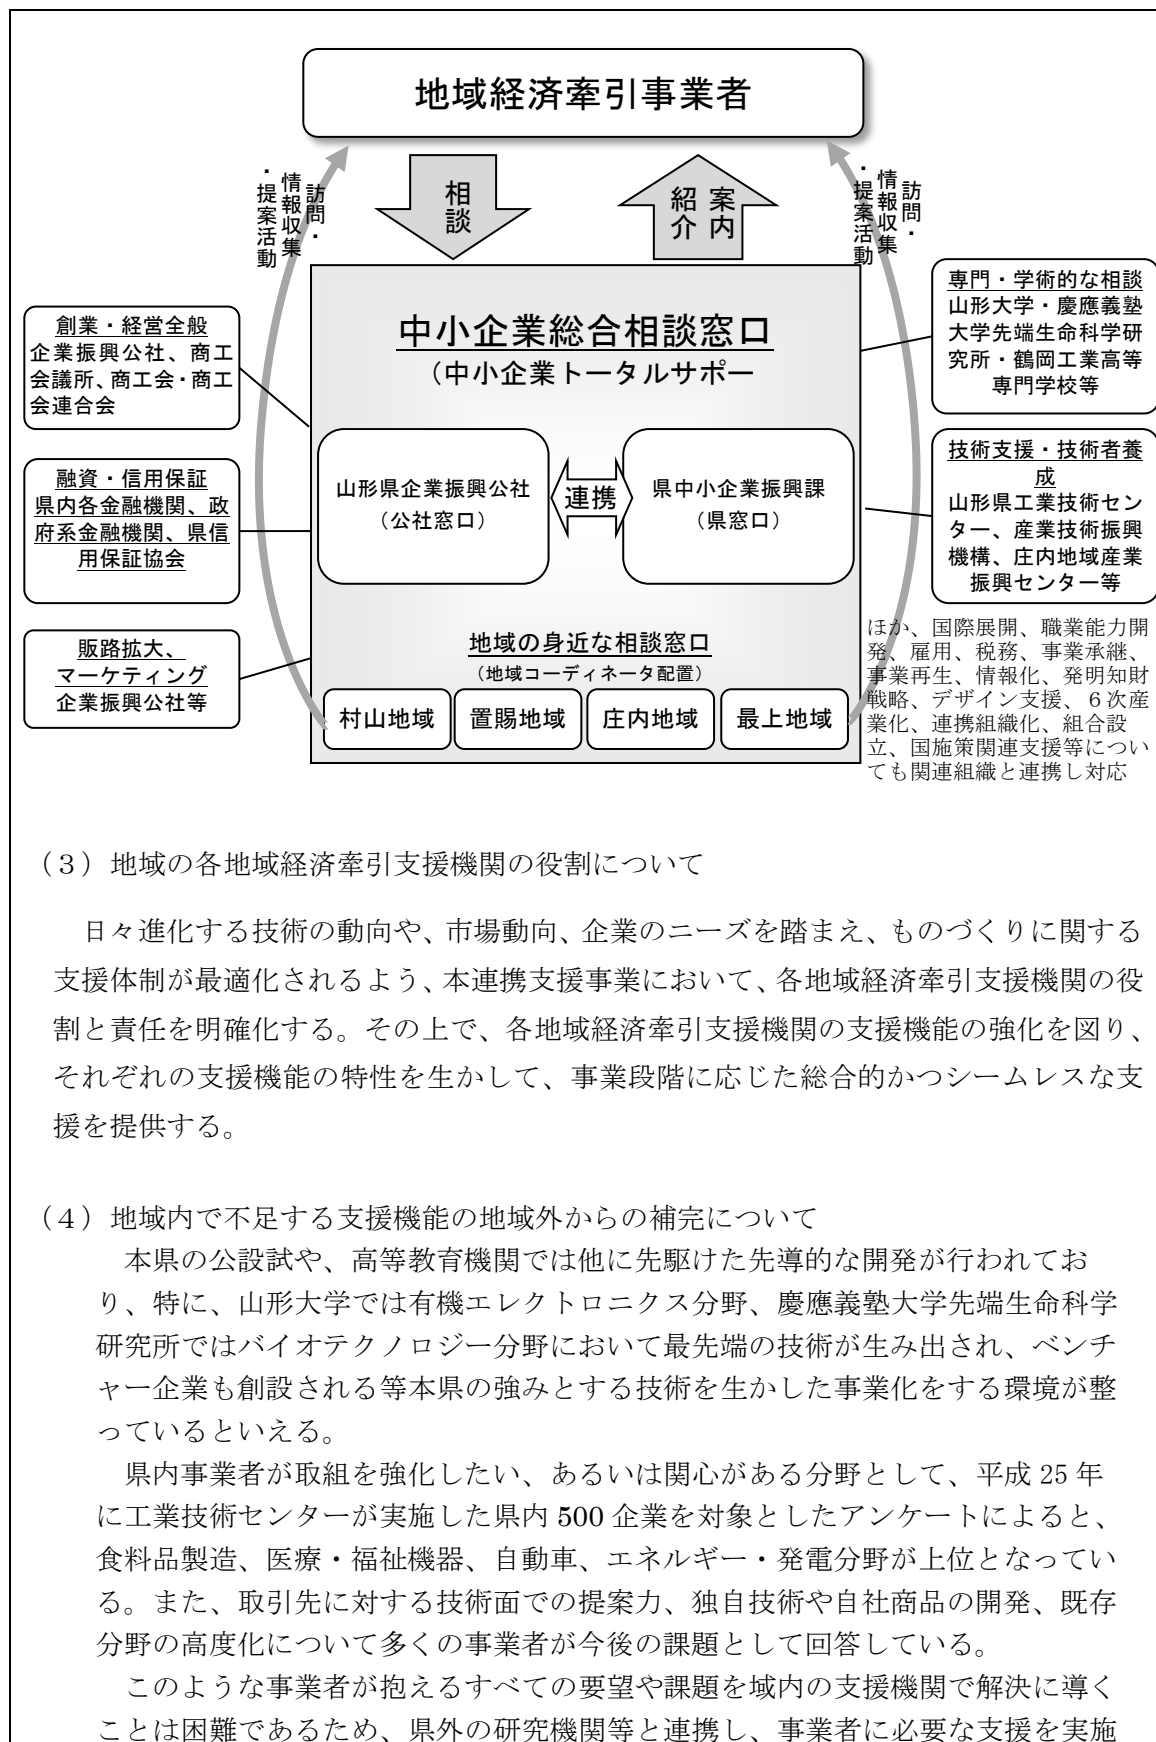 地域経済牽引事業者
訪問・
情報収集
・提案活動
相談
案内
紹介
訪問・
情報収集
・提案活動
創業・経営全般
企業振興公社、商工
会議所、商工会・商工
会連合会
融資・信用保証
県内各金融機関、政
府系金融機関、県信
用保証協会
販路拡大、
マーケティング
企業振興公社等
中小企業総合相談窓口
（中小企業トータルサポー
山形県企業振興公社
（公社窓口）
連携
県中小企業振興課
（県窓口）
地域の身近な相談窓口
（地域コーディネータ配置）
村山地域
置賜地域
庄内地域
最上地域
専門・学術的な相談
山形大学・慶應義塾
大学先端生命科学研
究所・鶴岡工業高等
専門学校等
技術支援・技術者養
成
山形県工業技術セン
ター、産業技術振興
機構、庄内地域産業
振興センター等
ほか、国際展開、職業能力開
発、雇用、税務、事業承継、
事業再生、情報化、発明知財
戦略、デザイン支援、６次産
業化、連携組織化、組合設
立、国施策関連支援等につい
ても関連組織と連携し対応
（３）地域の各地域経済牽引支援機関の役割について
日々進化する技術の動向や、市場動向、企業のニーズを踏まえ、ものづくりに関する
支援体制が最適化されるよう、本連携支援事業において、各地域経済牽引支援機関の役
割と責任を明確化する。その上で、各地域経済牽引支援機関の支援機能の強化を図り、
それぞれの支援機能の特性を生かして、事業段階に応じた総合的かつシームレスな支
援を提供する。
（４）地域内で不足する支援機能の地域外からの補完について
本県の公設試や、高等教育機関では他に先駆けた先導的な開発が行われてお
り、特に、山形大学では有機エレクトロニクス分野、慶應義塾大学先端生命科学
研究所ではバイオテクノロジー分野において最先端の技術が生み出され、ベンチ
ャー企業も創設される等本県の強みとする技術を生かした事業化をする環境が整
っているといえる。
県内事業者が取組を強化したい、あるいは関心がある分野として、平成 25 年
に工業技術センターが実施した県内 500 企業を対象としたアンケートによると、
食料品製造、医療・福祉機器、自動車、エネルギー・発電分野が上位となってい
る。また、取引先に対する技術面での提案力、独自技術や自社商品の開発、既存
分野の高度化について多くの事業者が今後の課題として回答している。
このような事業者が抱えるすべての要望や課題を域内の支援機関で解決に導く
ことは困難であるため、県外の研究機関等と連携し、事業者に必要な支援を実施